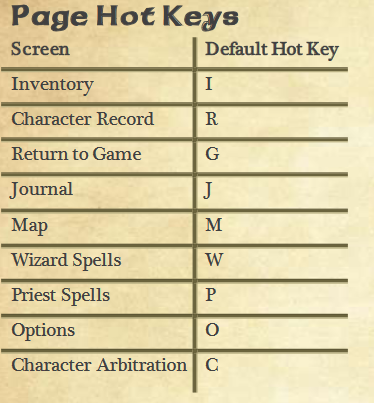 Page Hot Keys
Screen Default Hot Key
Inventory I
Character Record R
Return to Game G
Journal J
Map M
Wizard Spells W
Priest Spells P
Options O
Character Arbitration C